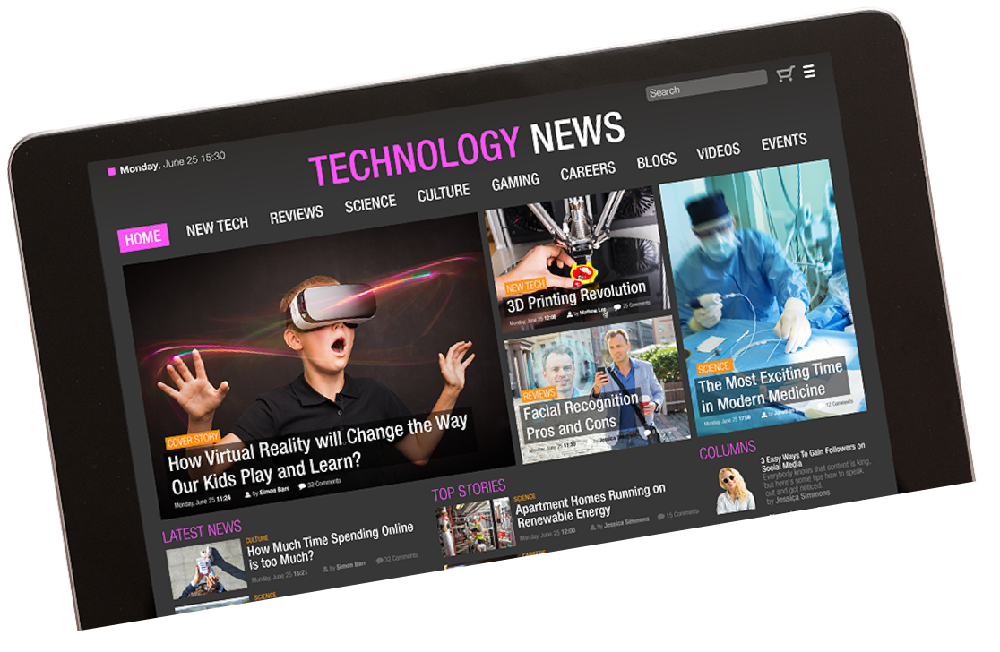 Search
Monday, June 25 15:30
TECHNOLOGY NEWS
HOME NEW TECH REVIEWS SCIENCE CULTURE GAMING CAREERS BLOGS VIDEOS EVENTS
COVER STORY
How Virtual Reality will Change the Way
Our Kids Play and Learn?
Monday, June 25 11:24 by Simon Barr 32 Comments
NEW TECH
3D Printing Revolution
Monday, June 25 12:06 by Mathew Lee 25 Comments
REVIEWS
Facial Recognition
Pros and Cons
Monday, June 25 11:30 by Jessica
SCIENCE
The Most Exciting Time
in Modern Medicine
Monday, June 25 17:58 by 12 Comments
LATEST NEWS
CULTURE
How Much Time Spending Online
is too Much?
Monday, June 25 15:21 by Simon Barr 32 Comments
SCIENCE
TOP STORIES
SCIENCE
Apartment Homes Running on
Renewable Energy
Monday, June 25 12:00 by Jessica Simmons 15 Comments
CAREERS
COLUMNS
3 Easy Ways To Gain Followers on
Social Media
Everybody knows that content is king,
but here's some tips how to speak
out and got noticed.
by Jessica Simmons